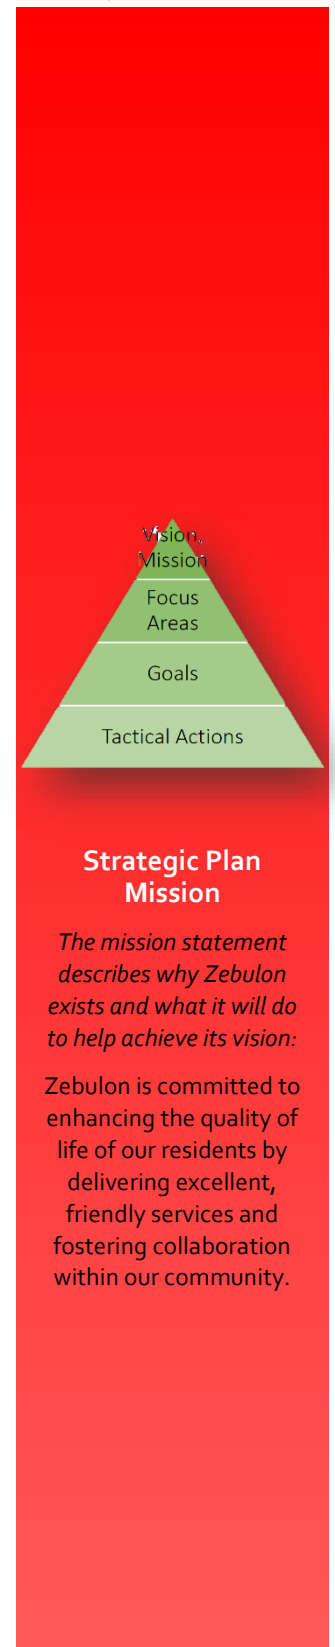 Vision,
Mission
Focus
Areas
Goals
Tactical Actions
Strategic Plan
Mission
The mission statement
describes why Zebulon
exists and what it will do
to help achieve its vision:
Zebulon is committed to
enhancing the quality of
life of our residents by
delivering excellent,
friendly services and
fostering collaboration
within our community.